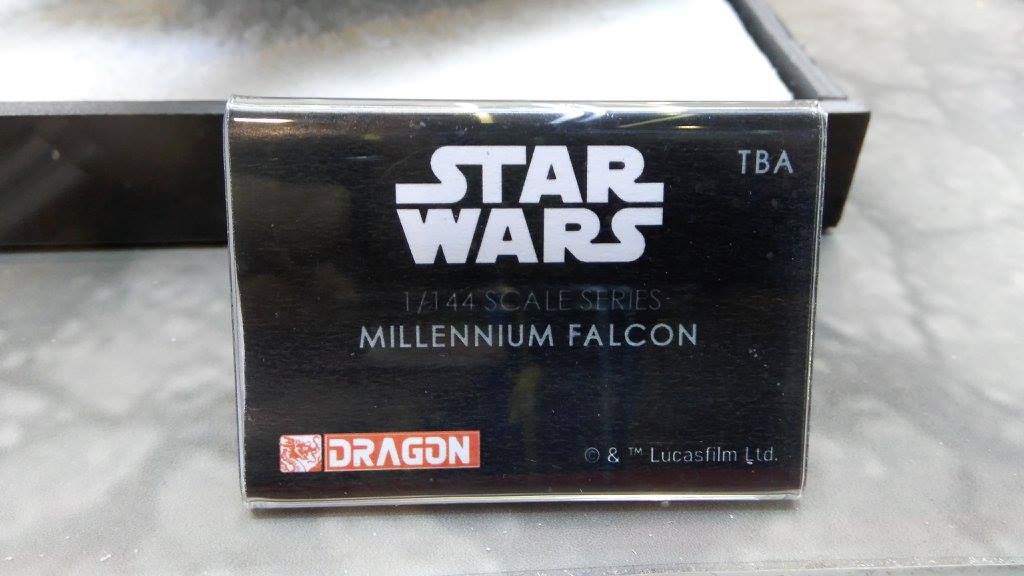 TBA
STAR
WARS
1/144 SCALE SERIES
MILLENNIUM FALCON
DRAGON
© & ™ Lucasfilm Ltd.